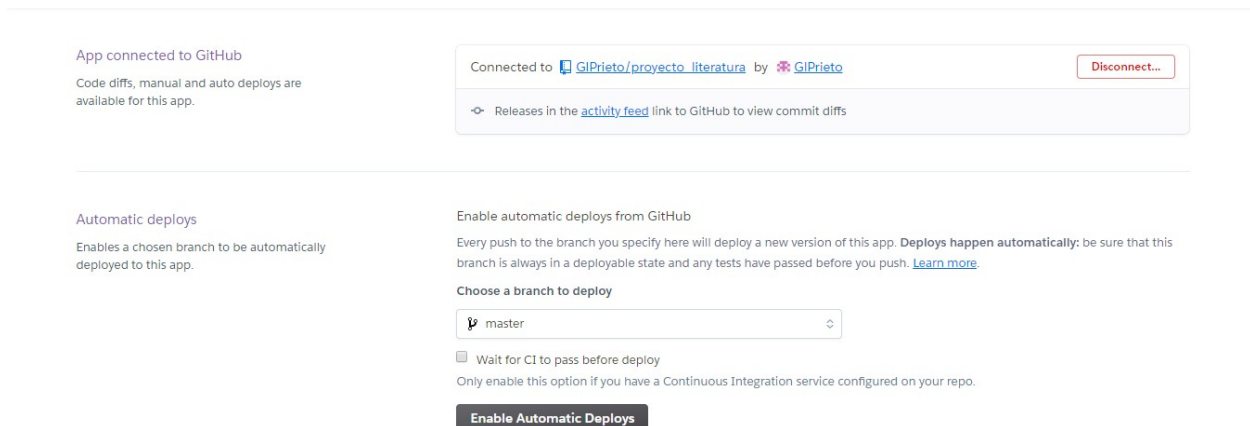 App connected to GitHub
Code diffs, manual and auto deploys are
available for this app.
Connected to GIPrieto/proyecto_literatura by GIPrieto
Disconnect...
Releases in the activity feed link to GitHub to view commit diffs
Automatic deploys
Enables a chosen branch to be automatically
deployed to this app.
Enable automatic deploys from GitHub
Every push to the branch you specify here will deploy a new version of this app. Deploys happen automatically: be sure that this
branch is always in a deployable state and any tests have passed before you push. Learn more.
Choose a branch to deploy
master
Wait for CI to pass before deploy
Only enable this option if you have a Continuous Integration service configured on your repo.
Enable Automatic Deploys